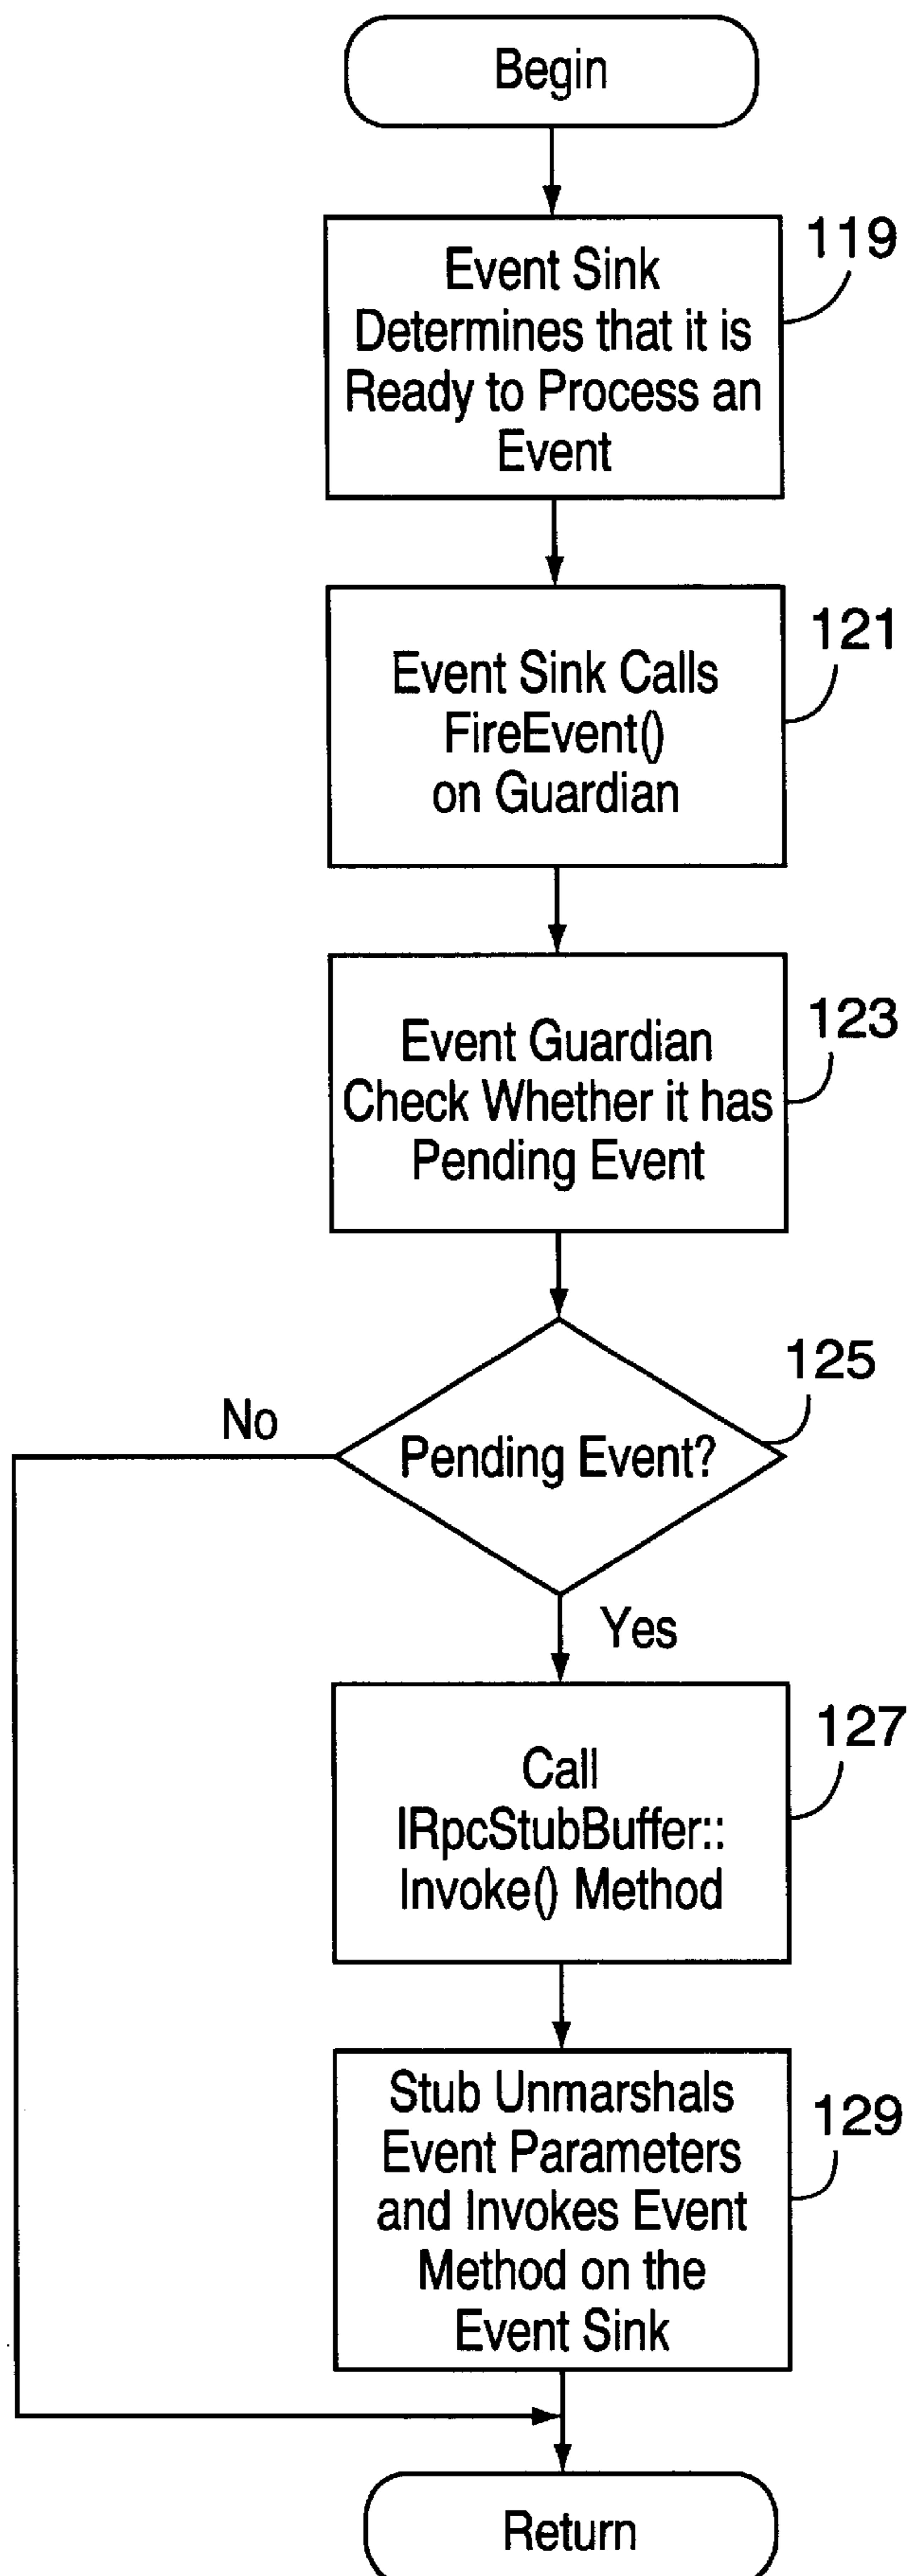 Begin
119
Event Sink
Determines that it is
Ready to Process an
Event
121
Event Sink Calls
FireEvent()
on Guardian
123
Event Guardian
Check Whether it has
Pending Event
125
No
Pending Event?
Yes
127
Call
IRpcStubBuffer::
Invoke() Method
129
Stub Unmarshals
Event Parameters
and Invokes Event
Method on the
Event Sink
Return